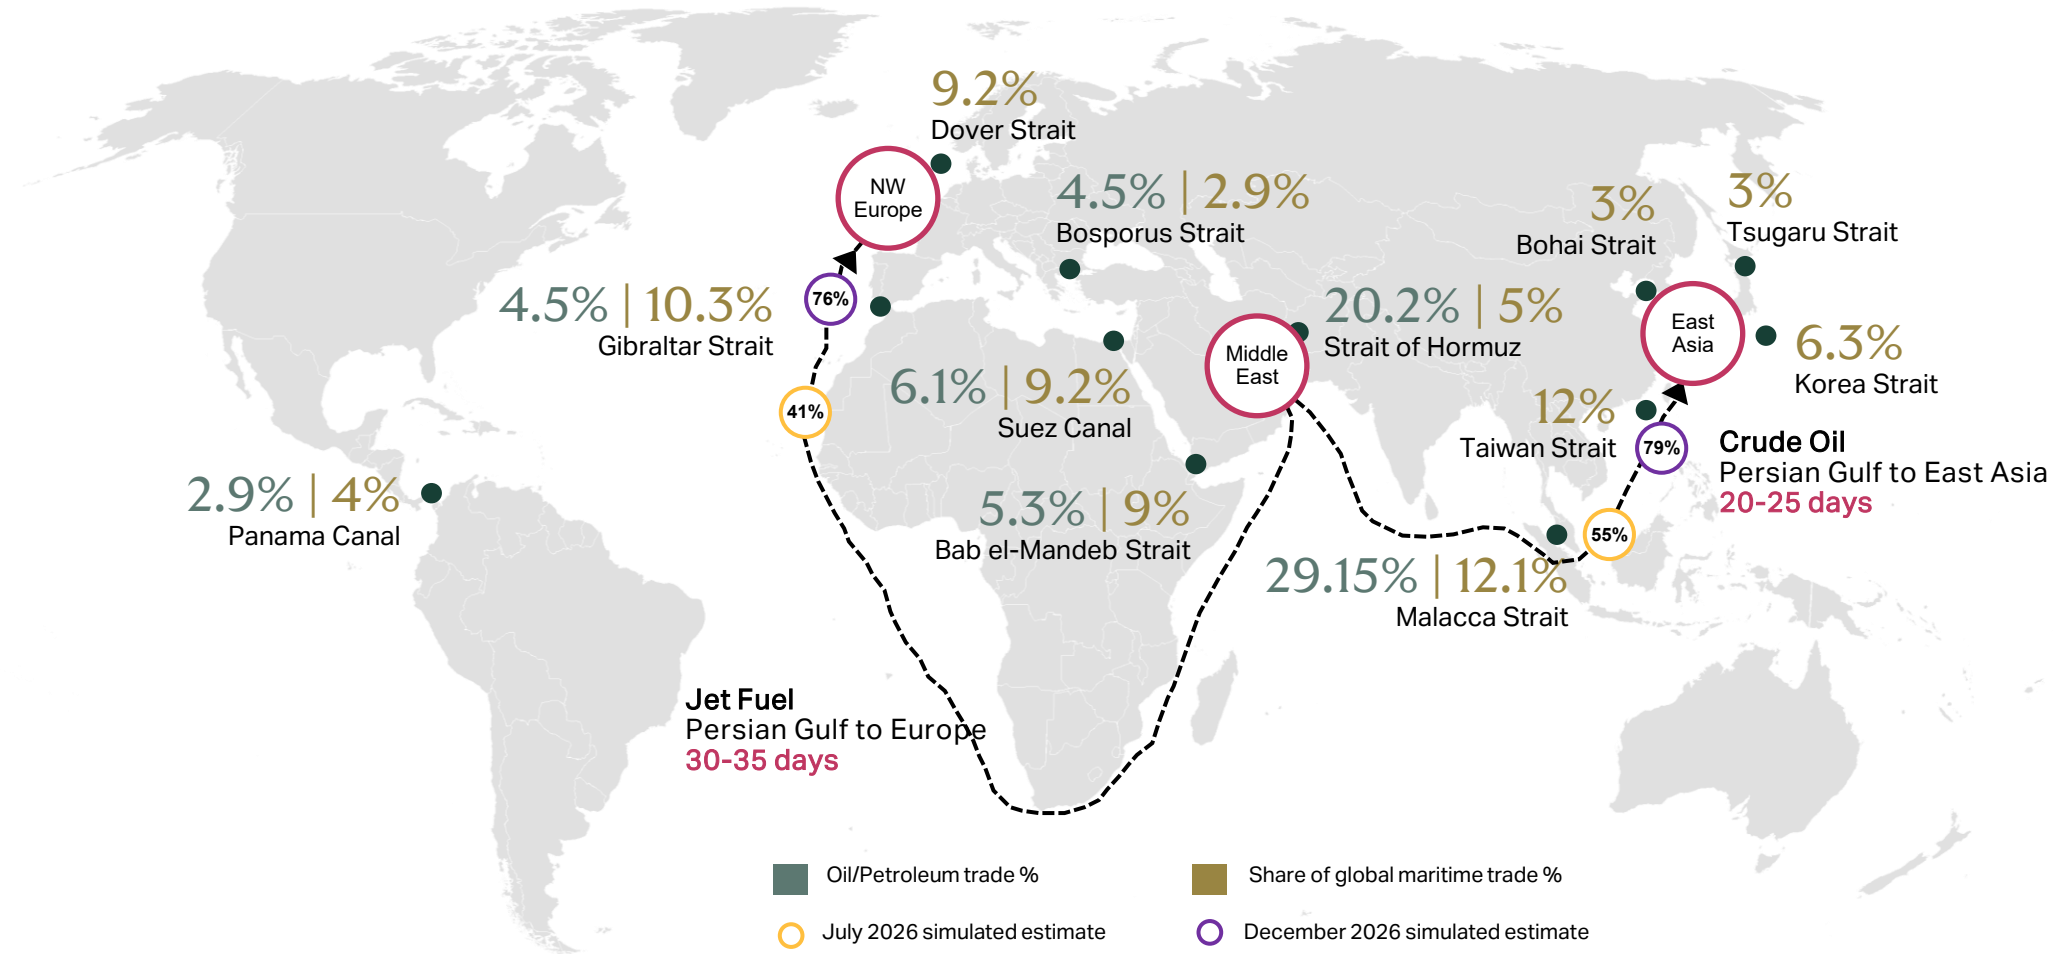 9.2%
Dover Strait
NW
Europe
4.5% | 2.9%
Bosporus Strait
3%
Bohai Strait
3%
Tsugaru Strait
76%
4.5% | 10.3%
Gibraltar Strait
20.2% | 5%
Strait of Hormuz
East
Asia
6.3%
Korea Strait
Middle
East
41%
6.1% | 9.2%
Suez Canal
12%
Taiwan Strait
79%
Crude Oil
Persian Gulf to East Asia
20-25 days
2.9% | 4%
Panama Canal
5.3% | 9%
Bab el-Mandeb Strait
55%
29.15% | 12.1%
Malacca Strait
Jet Fuel
Persian Gulf to Europe
30-35 days
Oil/Petroleum trade %
Share of global maritime trade %
July 2026 simulated estimate
December 2026 simulated estimate